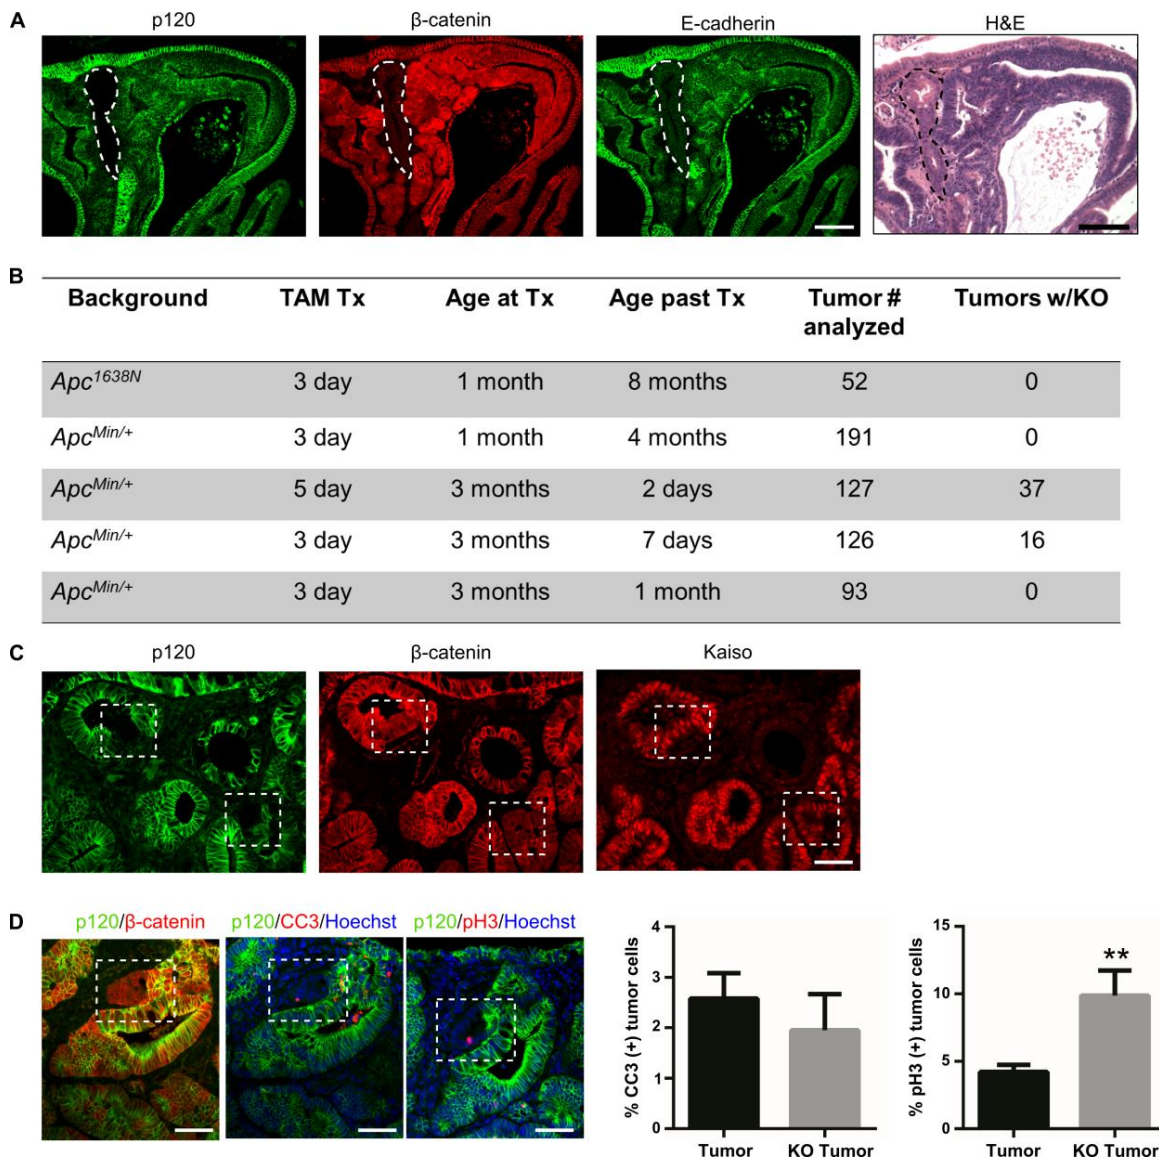 A
p120
β-catenin
E-cadherin
H&E
B
Background TAM Tx Age at Tx Age past Tx Tumor # analyzed Tumors w/KO
Apc1638N 3 day 1 month 8 months 52 0
ApcMin/+ 3 day 1 month 4 months 191 0
ApcMin/+ 5 day 3 months 2 days 127 37
ApcMin/+ 3 day 3 months 7 days 126 16
ApcMin/+ 3 day 3 months 1 month 93 0
C
p120
β-catenin
Kaiso
D
p120/β-catenin
p120/CC3/Hoechst
p120/pH3/Hoechst
% CC3 (+) tumor cells
4
3
2
1
0
Tumor KO Tumor
% pH3 (+) tumor cells
15
10
5
0
**
Tumor KO Tumor